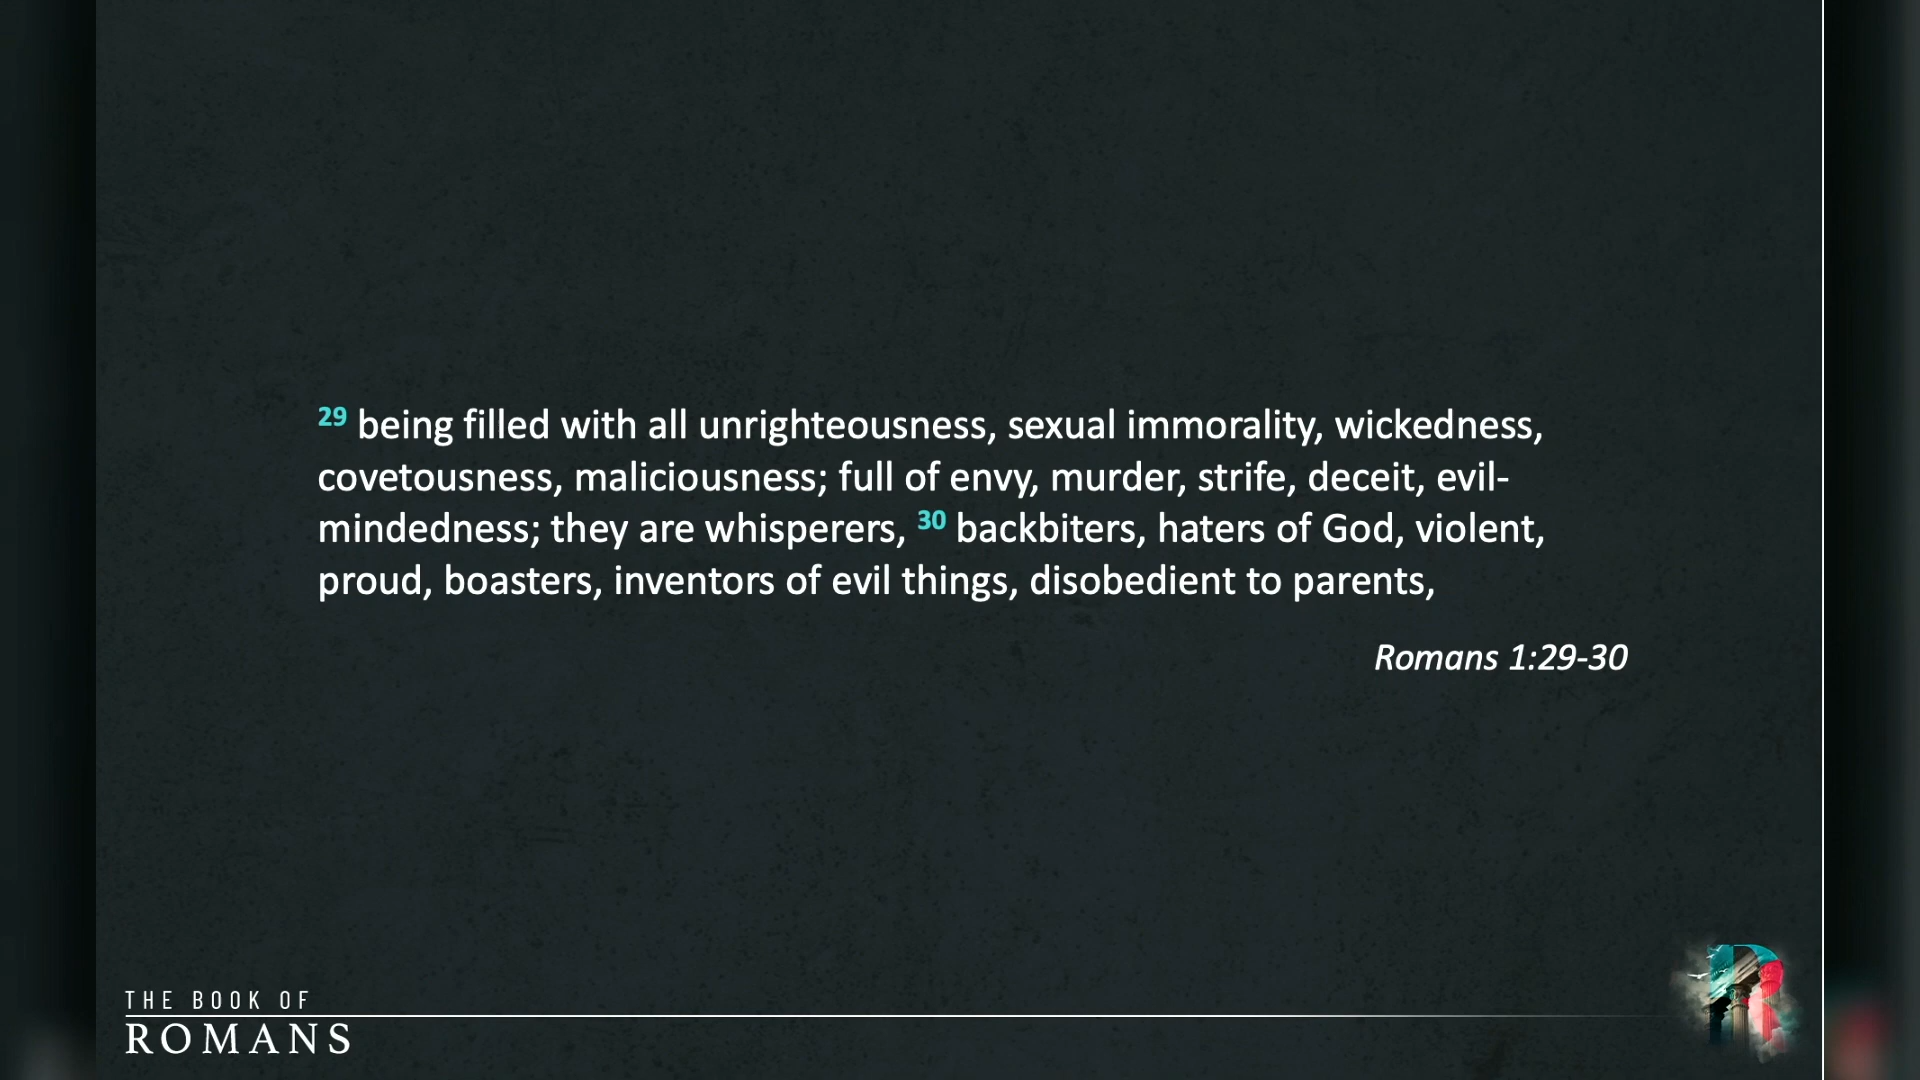 29 being filled with all unrighteousness, sexual immorality, wickedness,
covetousness, maliciousness; full of envy, murder, strife, deceit, evil-
mindedness; they are whisperers, 30 backbiters, haters of God, violent,
proud, boasters, inventors of evil things, disobedient to parents,
Romans 1:29-30
THE BOOK OF
ROMANS
R